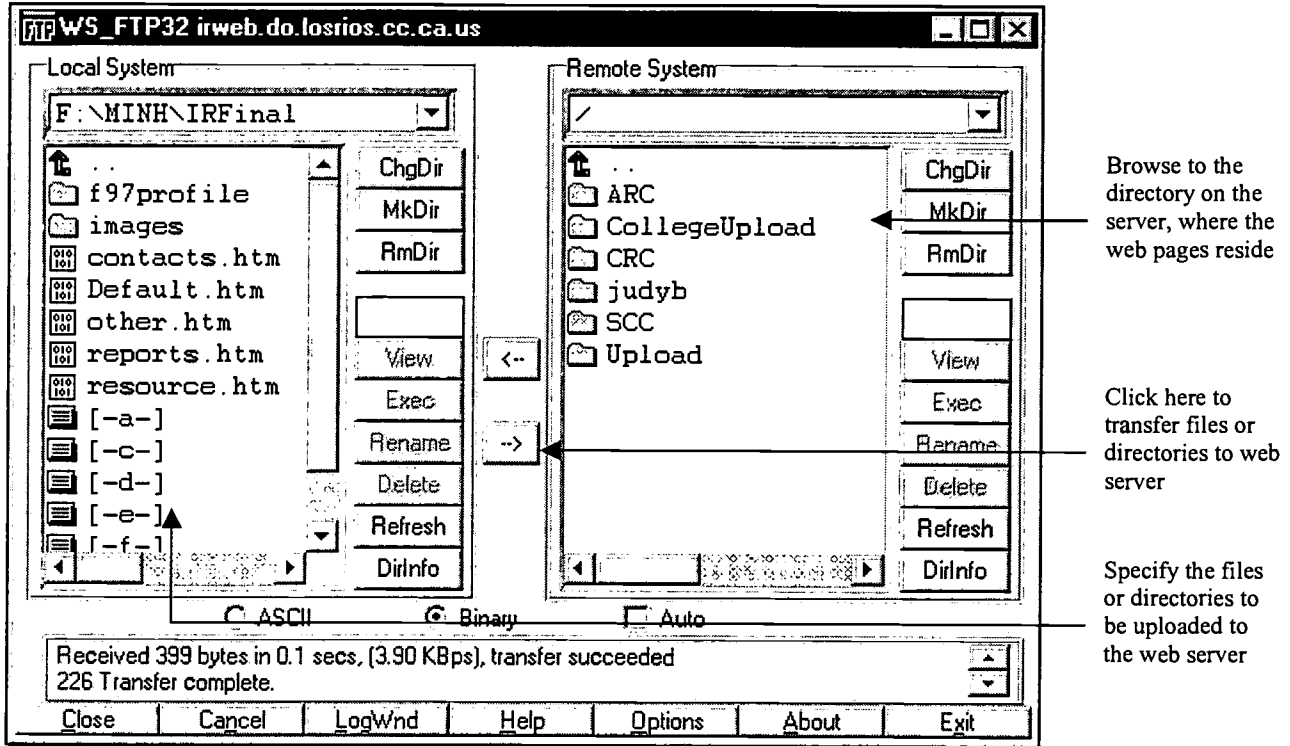 WS_FTP32 irweb.do.losrios.cc.ca.us
Local System
F:\MINH\IRFinal
..
f97profile
images
contacts.htm
Default.htm
other.htm
reports.htm
resource.htm
[-a-]
[-c-]
[-d-]
[-e-]
[-f-]
ChgDir
MkDir
RmDir
View
Exec
Rename
Delete
Refresh
DirInfo
<--
-->
Remote System
/
..
ARC
CollegeUpload
CRC
judyb
SCC
Upload
ChgDir
MkDir
RmDir
View
Exec
Rename
Delete
Refresh
DirInfo
ASCII
Binary
Auto
Received 399 bytes in 0.1 secs, (3.90 KBps), transfer succeeded
226 Transfer complete.
Close
Cancel
LogWnd
Help
Options
About
Exit
Browse to the
directory on the
server, where the
web pages reside
Click here to
transfer files or
directories to web
server
Specify the files
or directories to
be uploaded to
the web server